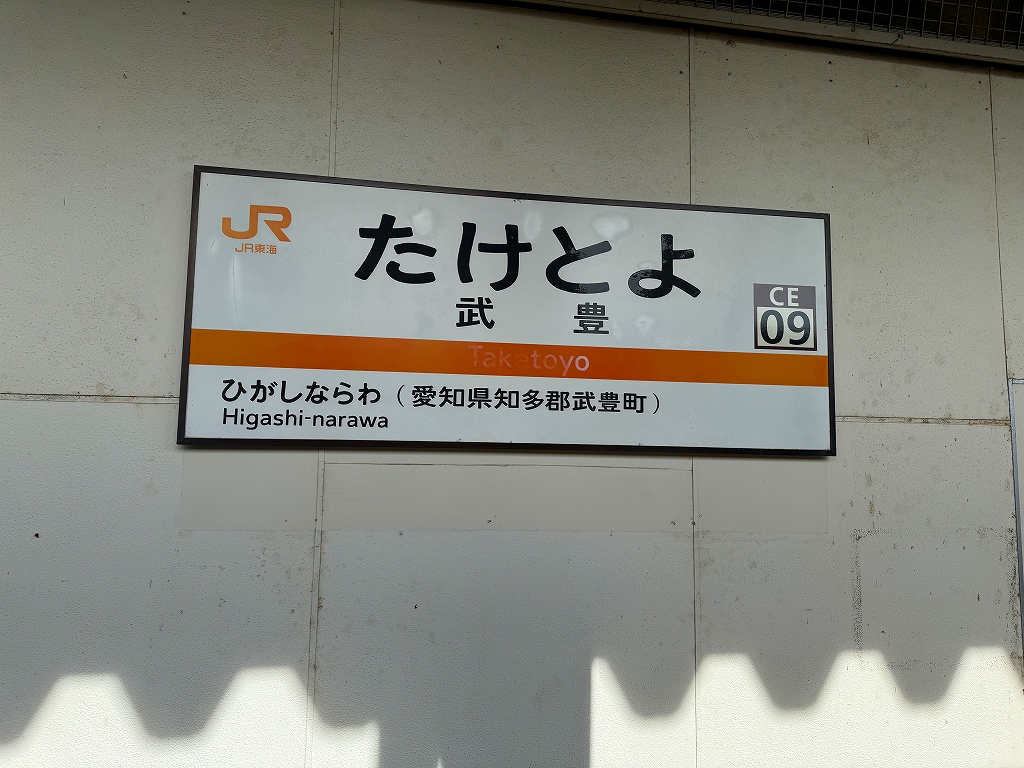 JR
JR東海
たけとよ
武豊
CE
09
Taketoyo
ひがしならわ（愛知県知多郡武豊町）
Higashi-narawa